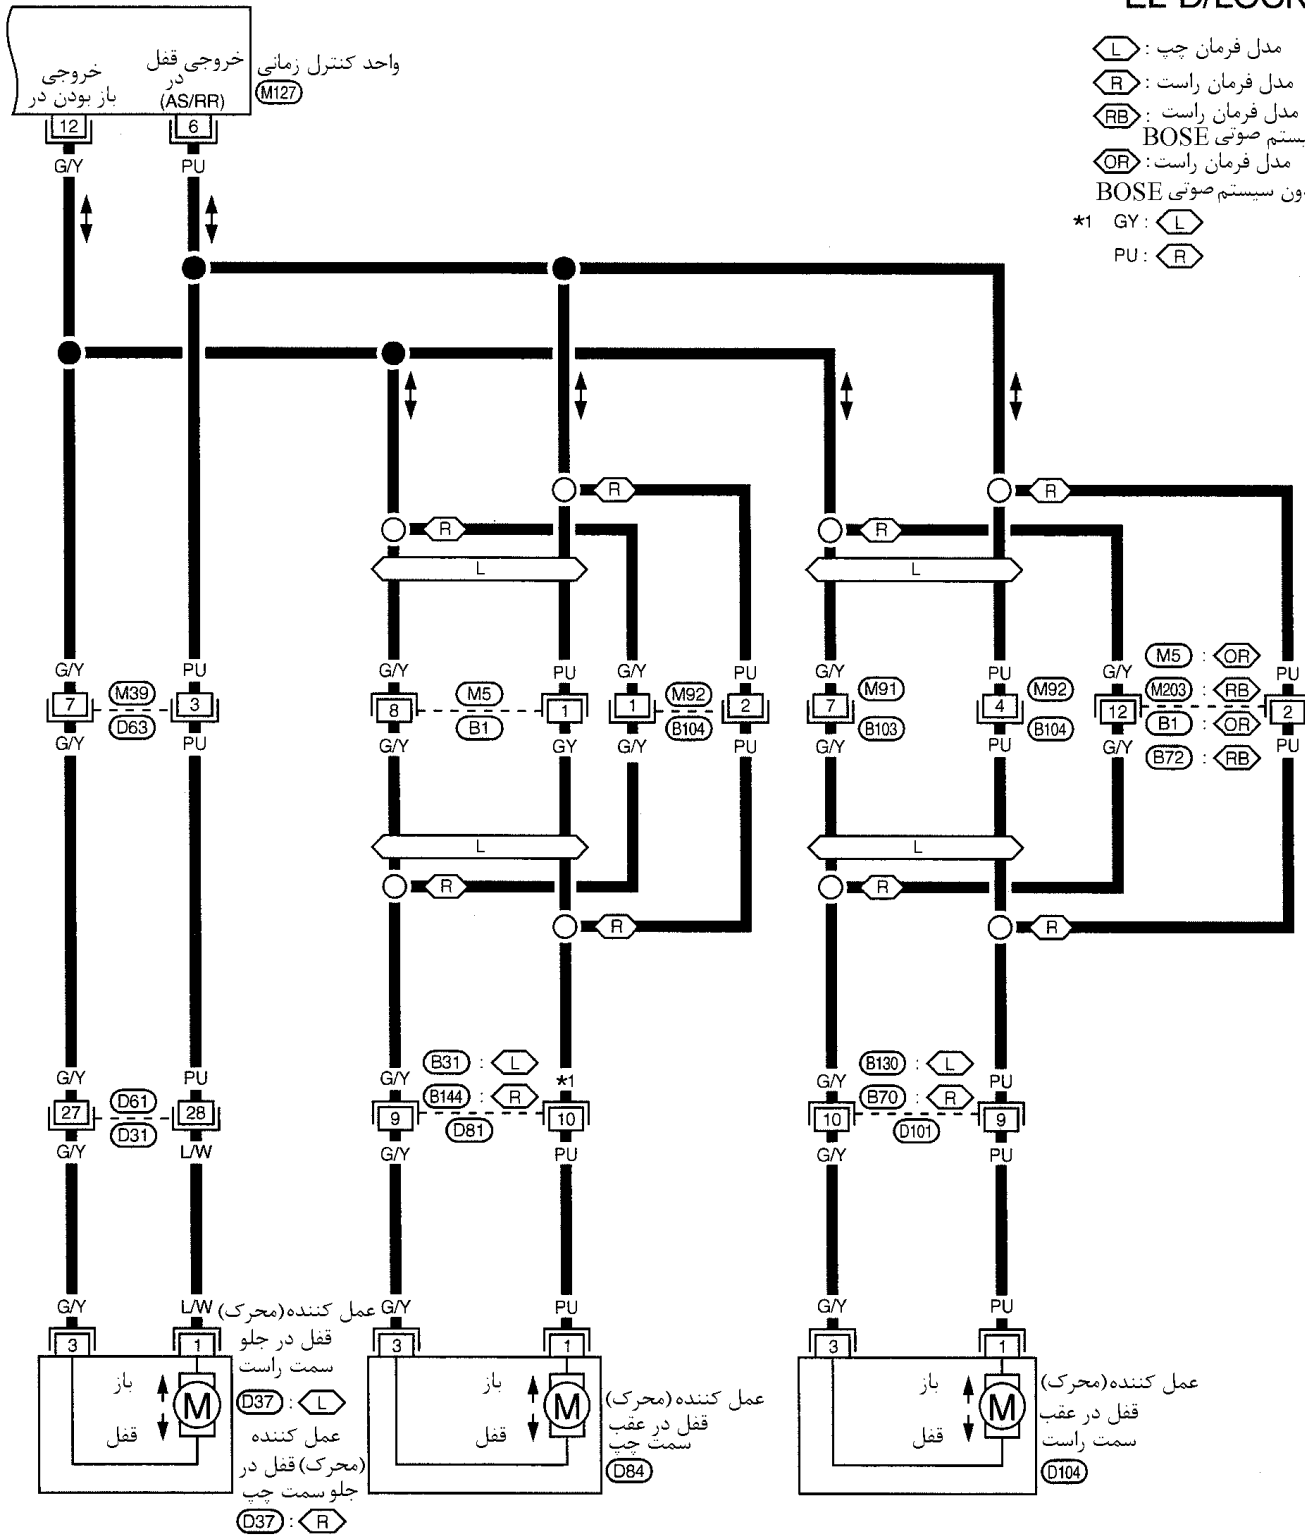 EL-D/LOCK
مدل فرمان چپ : L
مدل فرمان راست : R
مدل فرمان راست : RB
یستم صوتی BOSE
مدل فرمان راست: OR
ون سیستم صوتی BOSE
*1 GY : L
PU : R
واحد کنترل زمانی
M127
خروجی باز بودن در
خروجی قفل در
(AS/RR)
12 6
G/Y PU
R R
R R
L L
G/Y PU G/Y PU G/Y PU G/Y PU G/Y PU
M5 : OR
M203 : RB
B1 : OR
B72 : RB
7 M39 D63 3
8 M5 B1 1
1 M92 B104 2
7 M91 B103
4 M92 B104
12 2
G/Y PU G/Y GY G/Y PU G/Y PU G/Y PU
L L
R R
R R
G/Y PU G/Y *1 G/Y PU
B31 : L
B144 : R
B130 : L
B70 : R
27 D61 D31 28
9 D81 10
10 D101 9
G/Y L/W G/Y PU G/Y PU
G/Y L/W G/Y PU G/Y PU
3 1 3 1 3 1
باز
قفل
M
عمل کننده(محرک)
قفل در جلو
سمت راست
D37 : L
عمل کننده
(محرک)قفل در
جلو سمت چپ
D37 : R
باز
قفل
M
عمل کننده(محرک)
قفل در عقب
سمت چپ
D84
باز
قفل
M
عمل کننده(محرک)
قفل در عقب
سمت راست
D104